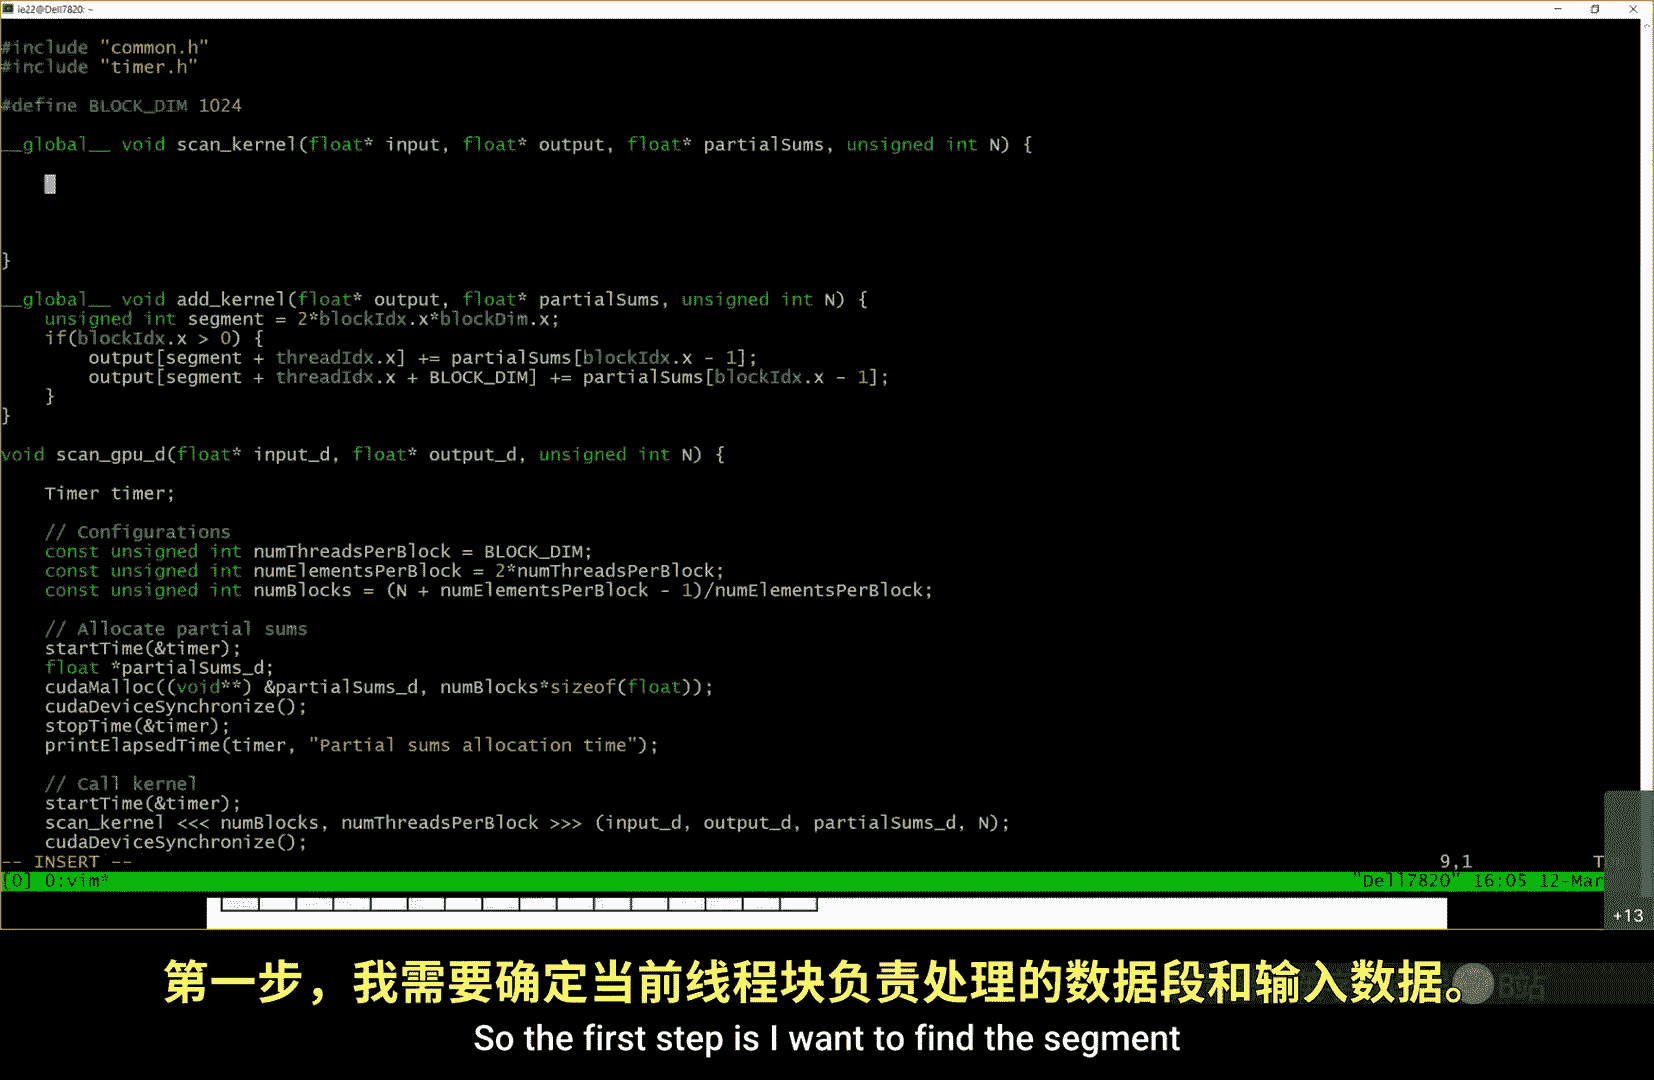 ie22@Dell7820: ~
#include "common.h"
#include "timer.h"
#define BLOCK_DIM 1024
__global__ void scan_kernel(float* input, float* output, float* partialSums, unsigned int N) {
}
__global__ void add_kernel(float* output, float* partialSums, unsigned int N) {
    unsigned int segment = 2*blockIdx.x*blockDim.x;
    if(blockIdx.x > 0) {
        output[segment + threadIdx.x] += partialSums[blockIdx.x - 1];
        output[segment + threadIdx.x + BLOCK_DIM] += partialSums[blockIdx.x - 1];
    }
}
void scan_gpu_d(float* input_d, float* output_d, unsigned int N) {
    Timer timer;
    // Configurations
    const unsigned int numThreadsPerBlock = BLOCK_DIM;
    const unsigned int numElementsPerBlock = 2*numThreadsPerBlock;
    const unsigned int numBlocks = (N + numElementsPerBlock - 1)/numElementsPerBlock;
    // Allocate partial sums
    startTime(&timer);
    float *partialSums_d;
    cudaMalloc((void**) &partialSums_d, numBlocks*sizeof(float));
    cudaDeviceSynchronize();
    stopTime(&timer);
    printElapsedTime(timer, "Partial sums allocation time");
    // Call kernel
    startTime(&timer);
    scan_kernel <<< numBlocks, numThreadsPerBlock >>> (input_d, output_d, partialSums_d, N);
    cudaDeviceSynchronize();
-- INSERT -- 9,1
[0] 0:vim* "Dell7820" 16:05 12-Mar
+13
第一步，我需要确定当前线程块负责处理的数据段和输入数据。
B站
So the first step is I want to find the segment